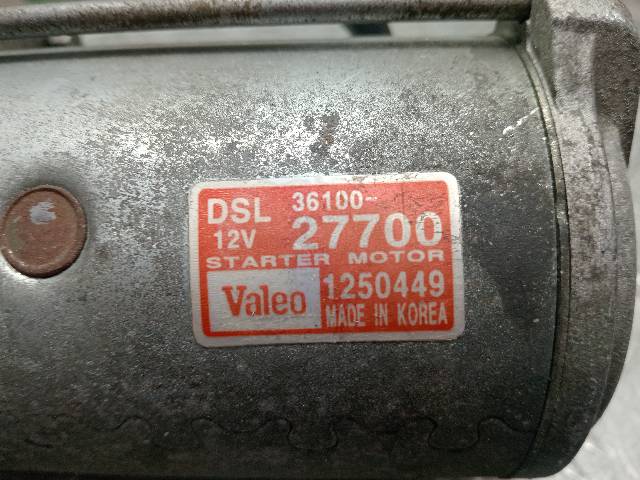 DSL 36100-
12V 27700
STARTER MOTOR
Valeo 1250449
MADE IN KOREA